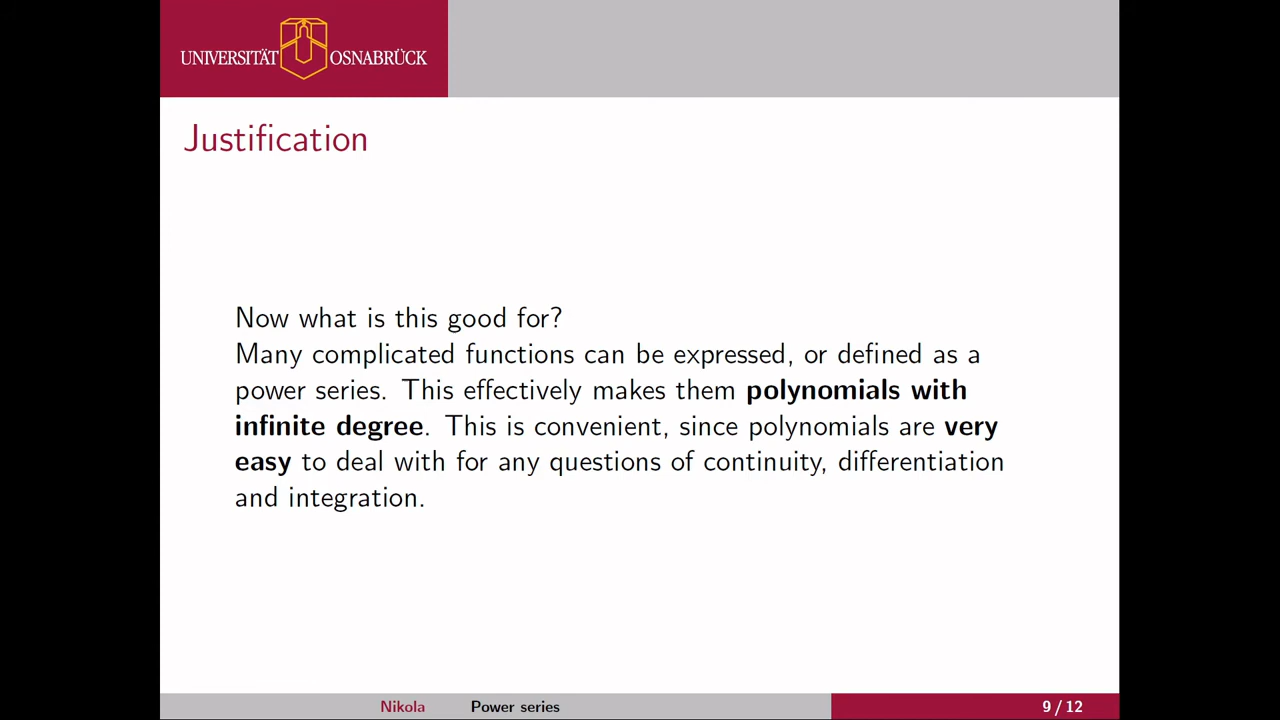 UNIVERSITÄT OSNABRÜCK
Justification
Now what is this good for?
Many complicated functions can be expressed, or defined as a
power series. This effectively makes them polynomials with
infinite degree. This is convenient, since polynomials are very
easy to deal with for any questions of continuity, differentiation
and integration.
Nikola Power series 9 / 12